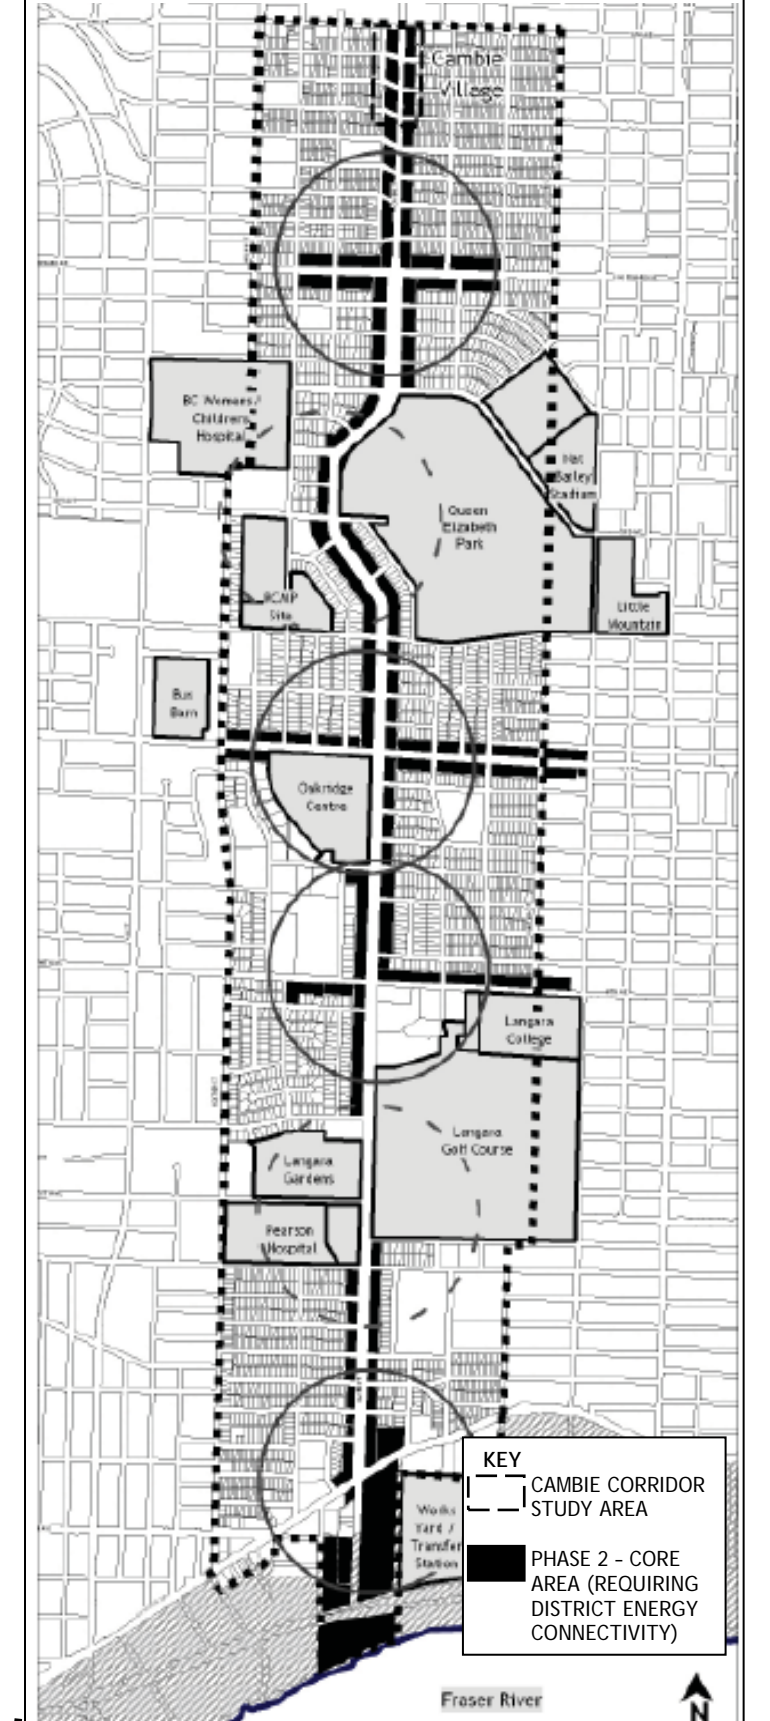 Cambie
Village
BC Womens/
Childrens
Hospital
Nat
Bailey
Stadium
Queen
Elizabeth
Park
RCMP
Site
Little
Mountain
Bus
Barn
Oakridge
Centre
Langara
College
Langara
Golf Course
Langara
Gardens
Pearson
Hospital
KEY
CAMBIE CORRIDOR
STUDY AREA
PHASE 2 - CORE
AREA (REQUIRING
DISTRICT ENERGY
CONNECTIVITY)
Works
Yard /
Transfer
Station
Fraser River
N